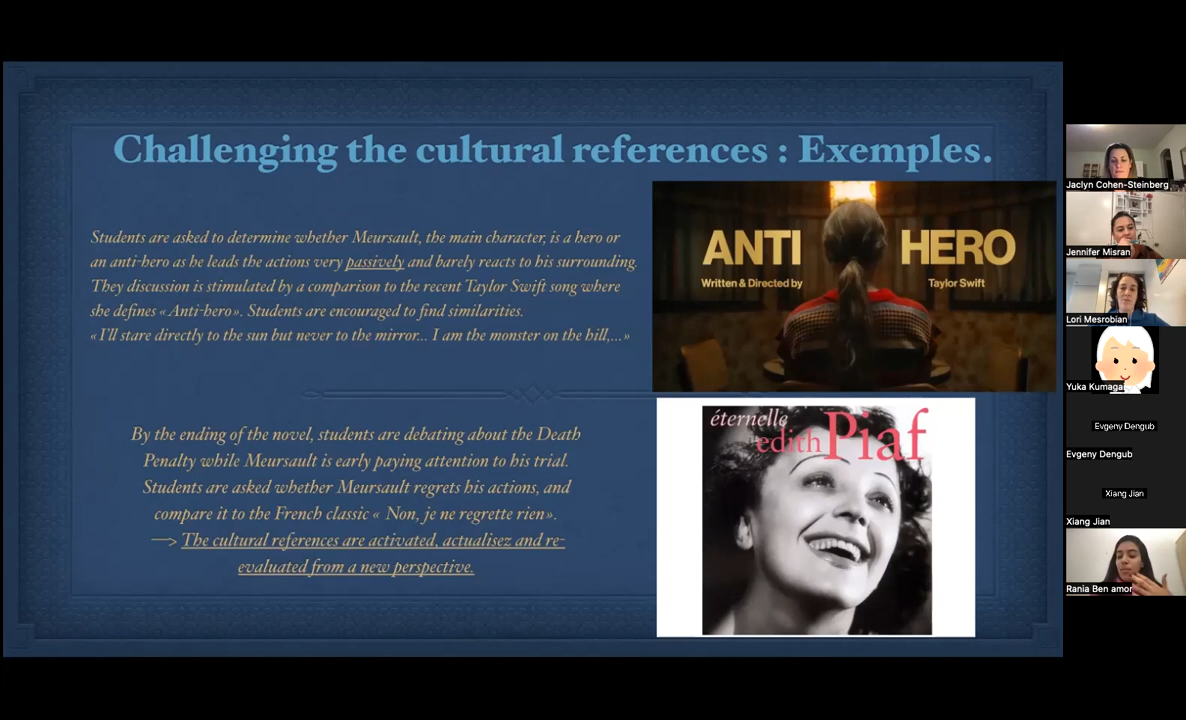 Challenging the cultural references : Exemples.
Students are asked to determine whether Meursault, the main character, is a hero or
an anti-hero as he leads the actions very passively and barely reacts to his surrounding.
They discussion is stimulated by a comparison to the recent Taylor Swift song where
she defines « Anti-hero». Students are encouraged to find similarities.
« I'll stare directly to the sun but never to the mirror... I am the monster on the hill,...»
ANTI HERO
Written & Directed by Taylor Swift
By the ending of the novel, students are debating about the Death
Penalty while Meursault is early paying attention to his trial.
Students are asked whether Meursault regrets his actions, and
compare it to the French classic « Non, je ne regrette rien».
—> The cultural references are activated, actualisez and re-
evaluated from a new perspective.
éternelle
edith Piaf
Jaclyn Cohen-Steinberg
Jennifer Misran
Lori Mesrobian
Yuka Kumagai
Evgeny Dengub
Evgeny Dengub
Xiang Jian
Xiang Jian
Rania Ben amor